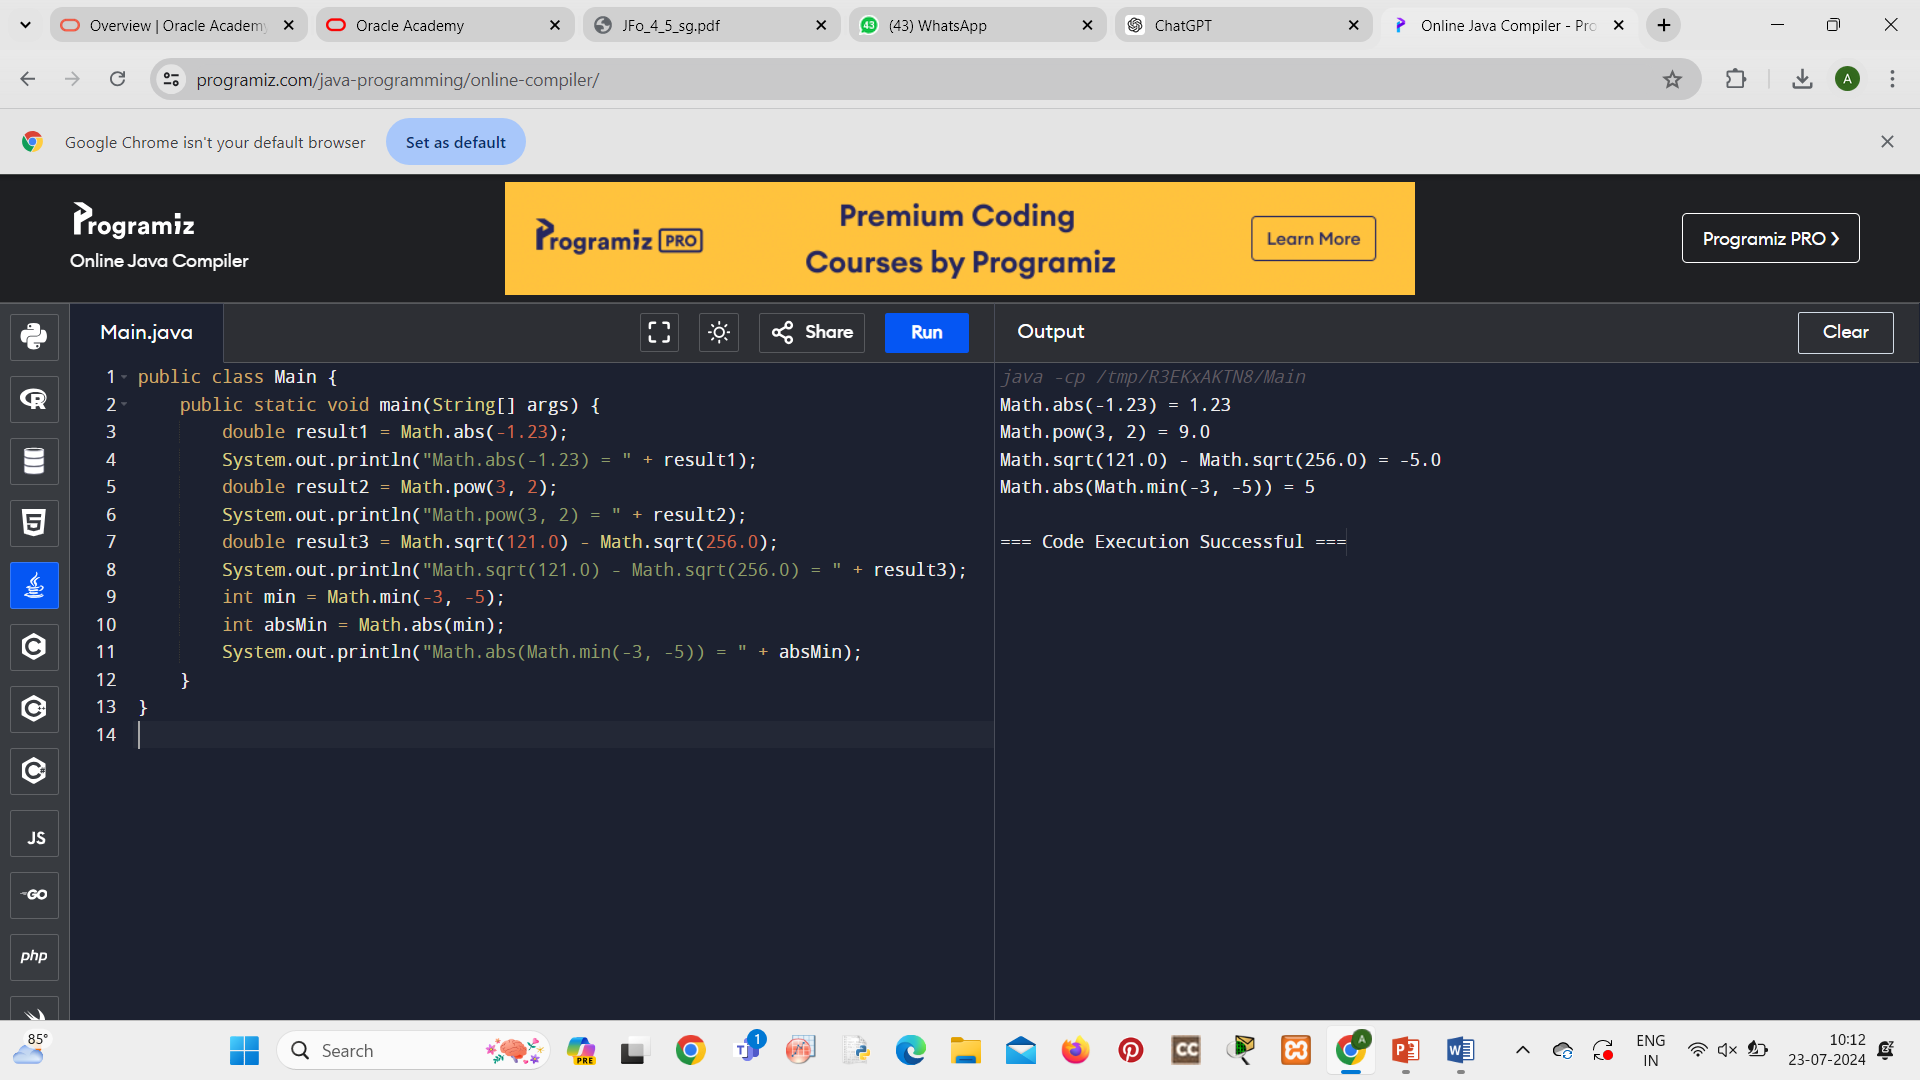 Overview | Oracle Academy
Oracle Academy
JFo_4_5_sg.pdf
43
(43) WhatsApp
ChatGPT
Online Java Compiler - Pro
programiz.com/java-programming/online-compiler/
A
Google Chrome isn't your default browser
Set as default
Programiz
Online Java Compiler
Programiz PRO
Premium Coding
Courses by Programiz
Learn More
Programiz PRO
Main.java
Share
Run
Output
Clear
1 public class Main {
2 public static void main(String[] args) {
3 double result1 = Math.abs(-1.23);
4 System.out.println("Math.abs(-1.23) = " + result1);
5 double result2 = Math.pow(3, 2);
6 System.out.println("Math.pow(3, 2) = " + result2);
7 double result3 = Math.sqrt(121.0) - Math.sqrt(256.0);
8 System.out.println("Math.sqrt(121.0) - Math.sqrt(256.0) = " + result3);
9 int min = Math.min(-3, -5);
10 int absMin = Math.abs(min);
11 System.out.println("Math.abs(Math.min(-3, -5)) = " + absMin);
12 }
13 }
14
java -cp /tmp/R3EKxAKTN8/Main
Math.abs(-1.23) = 1.23
Math.pow(3, 2) = 9.0
Math.sqrt(121.0) - Math.sqrt(256.0) = -5.0
Math.abs(Math.min(-3, -5)) = 5
=== Code Execution Successful ===
R
5
C
C++
C#
JS
GO
php
85°
Search
PRE
1
CC
A
ENG
IN
10:12
23-07-2024